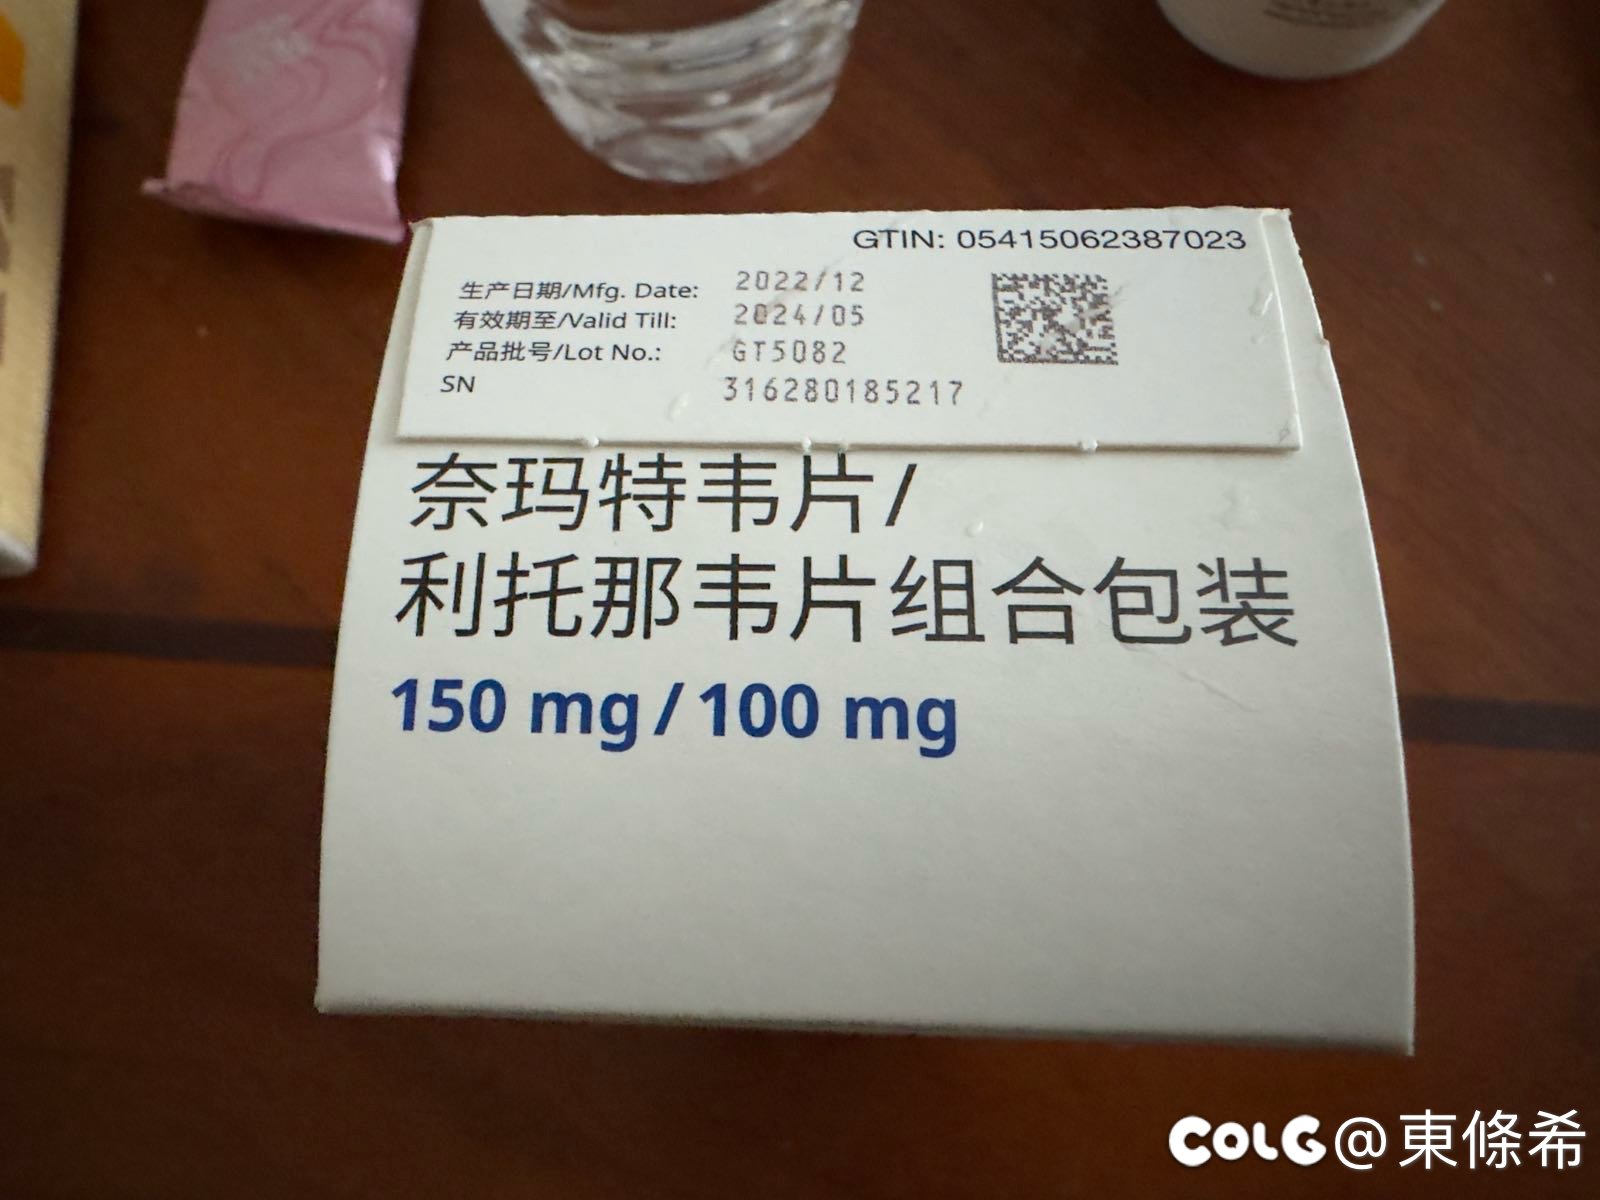 GTIN: 05415062387023
生产日期/Mfg. Date: 2022/12
有效期至/Valid Till: 2024/05
产品批号/Lot No.: GT5082
SN 316280185217
奈玛特韦片/
利托那韦片组合包装
150 mg / 100 mg
COLG @東條希